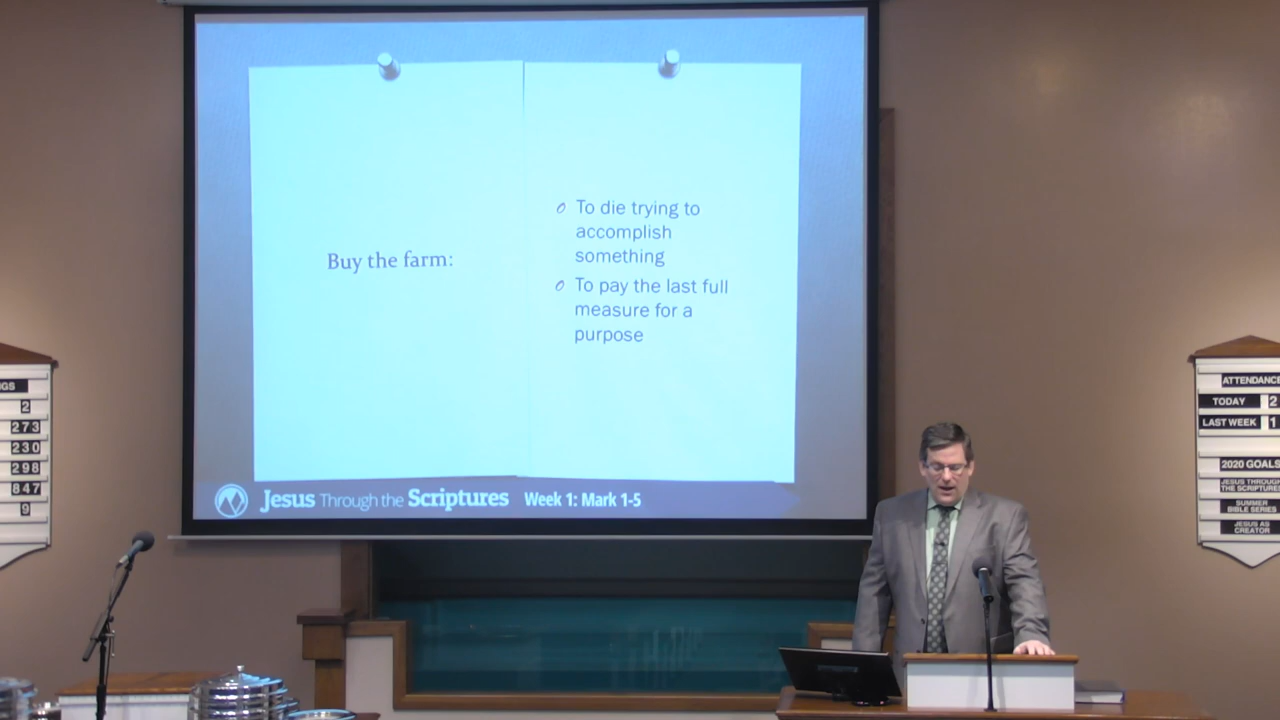 Buy the farm:
To die trying to
accomplish
something
To pay the last full
measure for a
purpose
Jesus Through the Scriptures Week 1: Mark 1-5
2
273
230
298
847
9
ATTENDANCE
TODAY 2
LAST WEEK 1
2020 GOALS
JESUS THROUGH
THE SCRIPTURES
SUMMER
BIBLE SERIES
JESUS AS
CREATOR